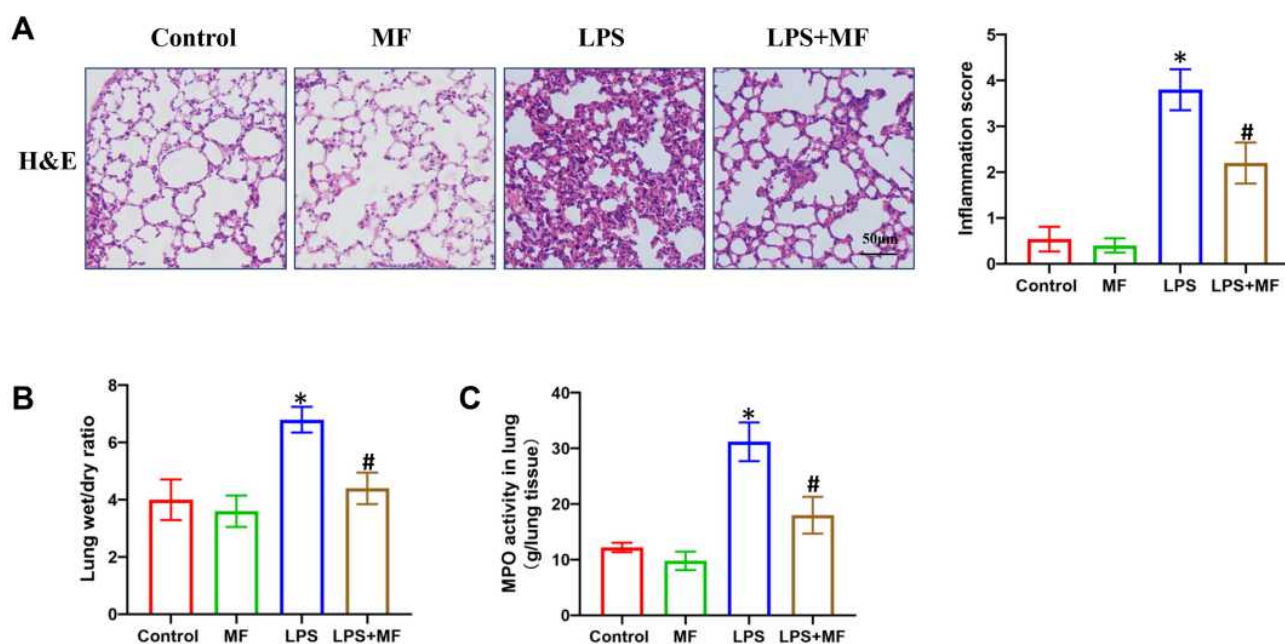 A
Control
MF
LPS
LPS+MF
H&E
50μm
Inflammation score
5
4
3
2
1
0
*
#
Control
MF
LPS
LPS+MF
B
Lung wet/dry ratio
8
6
4
2
0
*
#
Control
MF
LPS
LPS+MF
C
MPO activity in lung
(g/lung tissue)
40
30
20
10
0
*
#
Control
MF
LPS
LPS+MF